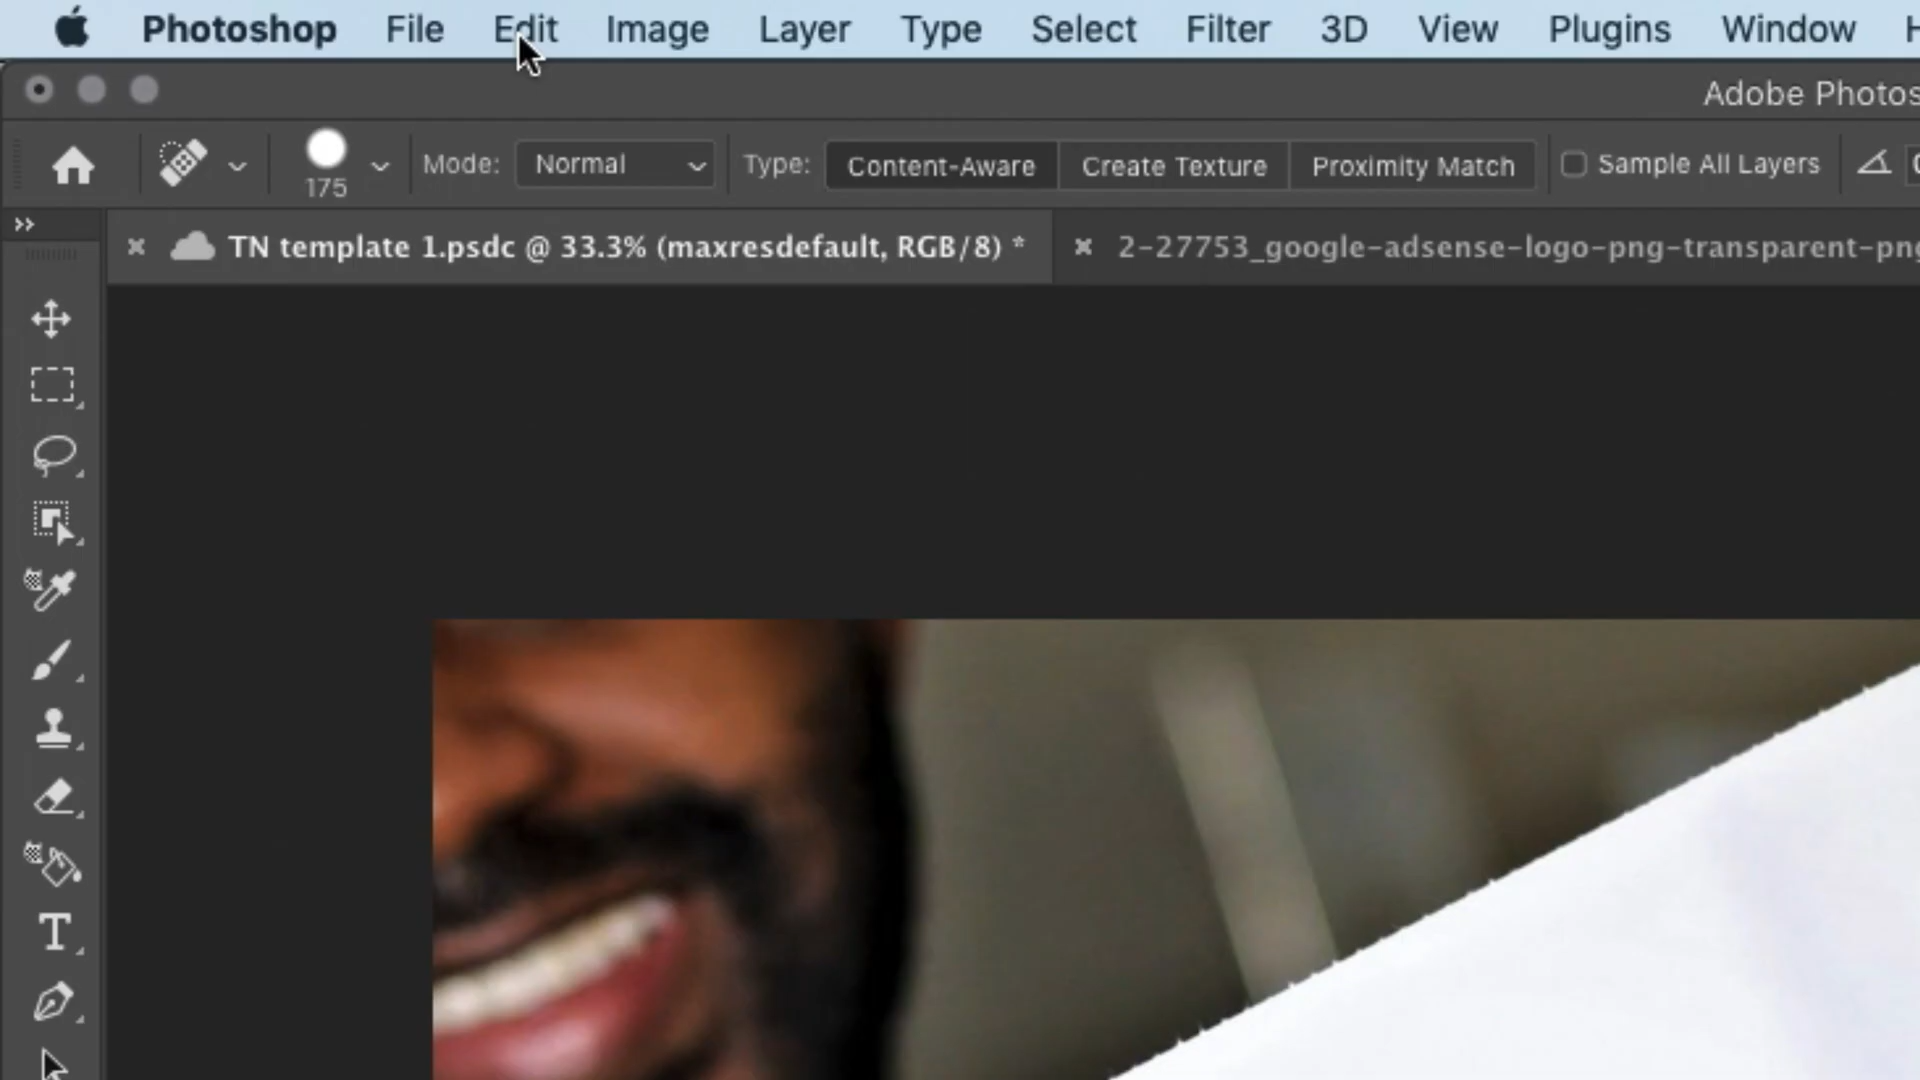 Photoshop File Edit Image Layer Type Select Filter 3D View Plugins Window
Adobe Photos
175 Mode: Normal Type: Content-Aware Create Texture Proximity Match Sample All Layers
TN template 1.psdc @ 33.3% (maxresdefault, RGB/8) * 2-27753_google-adsense-logo-png-transparent-png